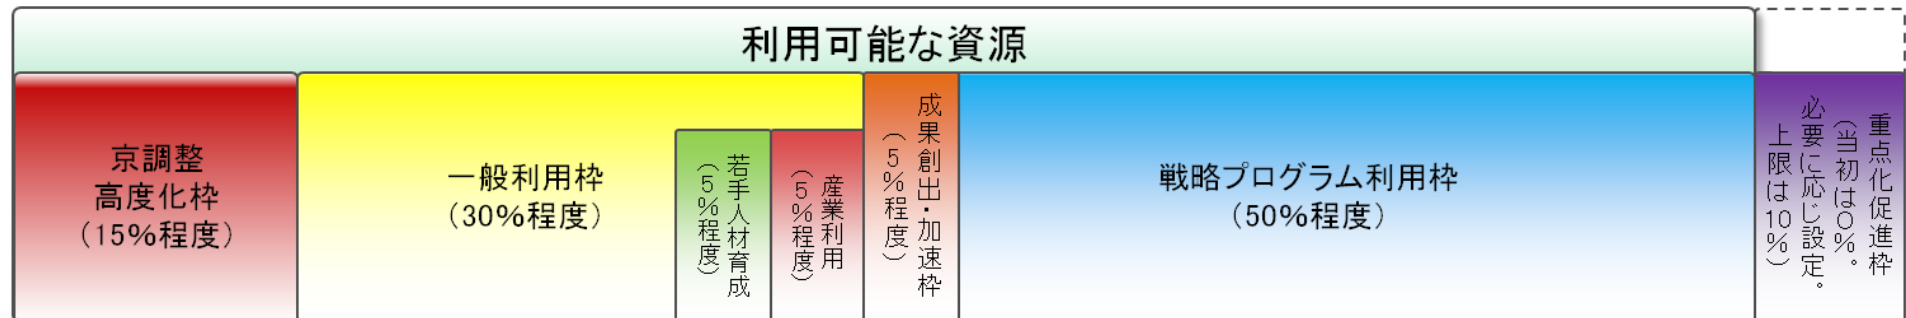 利用可能な資源
京調整
高度化枠
（15%程度）
一般利用枠
（30%程度）
若手人材育成
（５%程度）
産業利用
（５%程度）
成果創出・加速枠
（５%程度）
戦略プログラム利用枠
（50%程度）
重点化促進枠
（当初は０%。
必要に応じ設定。
上限は10%）